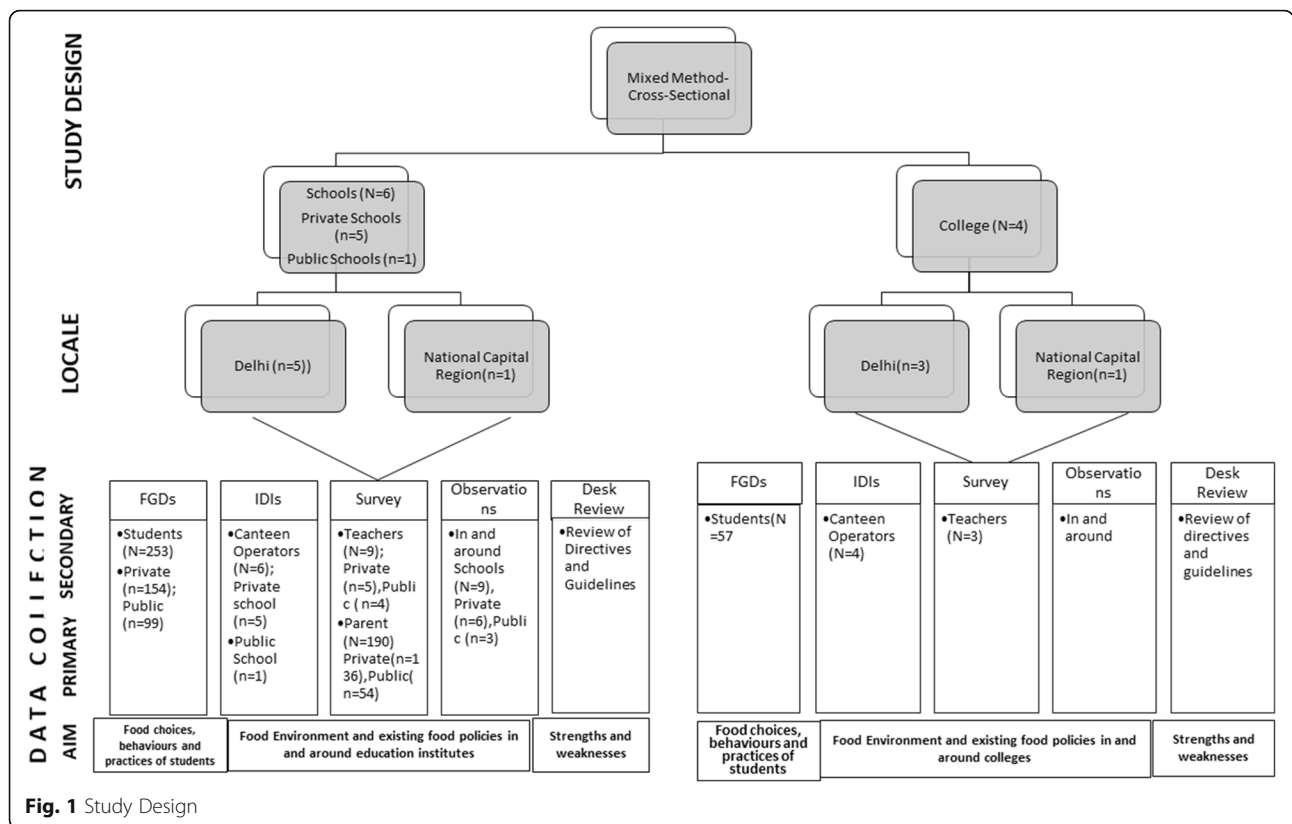 STUDY DESIGN
Mixed Method-
Cross-Sectional
Schools (N=6)
Private Schools
(n=5)
Public Schools (n=1)
College (N=4)
LOCALE
Delhi (n=5))
National Capital
Region(n=1)
Delhi(n=3)
National Capital
Region(n=1)
DATA COLLECTION
PRIMARY SECONDARY
FGDs
•Students
(N=253)
•Private
(n=154);
Public
(n=99)
IDIs
•Canteen
Operators
(N=6);
Private
school
(n=5)
•Public
School
(n=1)
Survey
•Teachers
(N=9);
Private
(n=5),Publi
c ( n=4)
•Parent
(N=190)
Private(n=1
36),Public(
n=54)
Observatio
ns
•In and
around
Schools
(N=9),
Private
(n=6),Publi
c (n=3)
Desk
Review
•Review of
Directives
and
Guidelines
FGDs
•Students(N
=57
IDIs
•Canteen
Operators
(N=4)
Survey
•Teachers
(N=3)
Observatio
ns
•In and
around
Desk
Review
•Review of
directives
and
guidelines
AIM
Food choices,
behaviours and
practices of students
Food Environment and existing food policies in
and around education institutes
Strengths and
weaknesses
Food choices,
behaviours and
practices of
students
Food Environment and existing food policies in and
around colleges
Strengths and
weaknesses
Fig. 1 Study Design